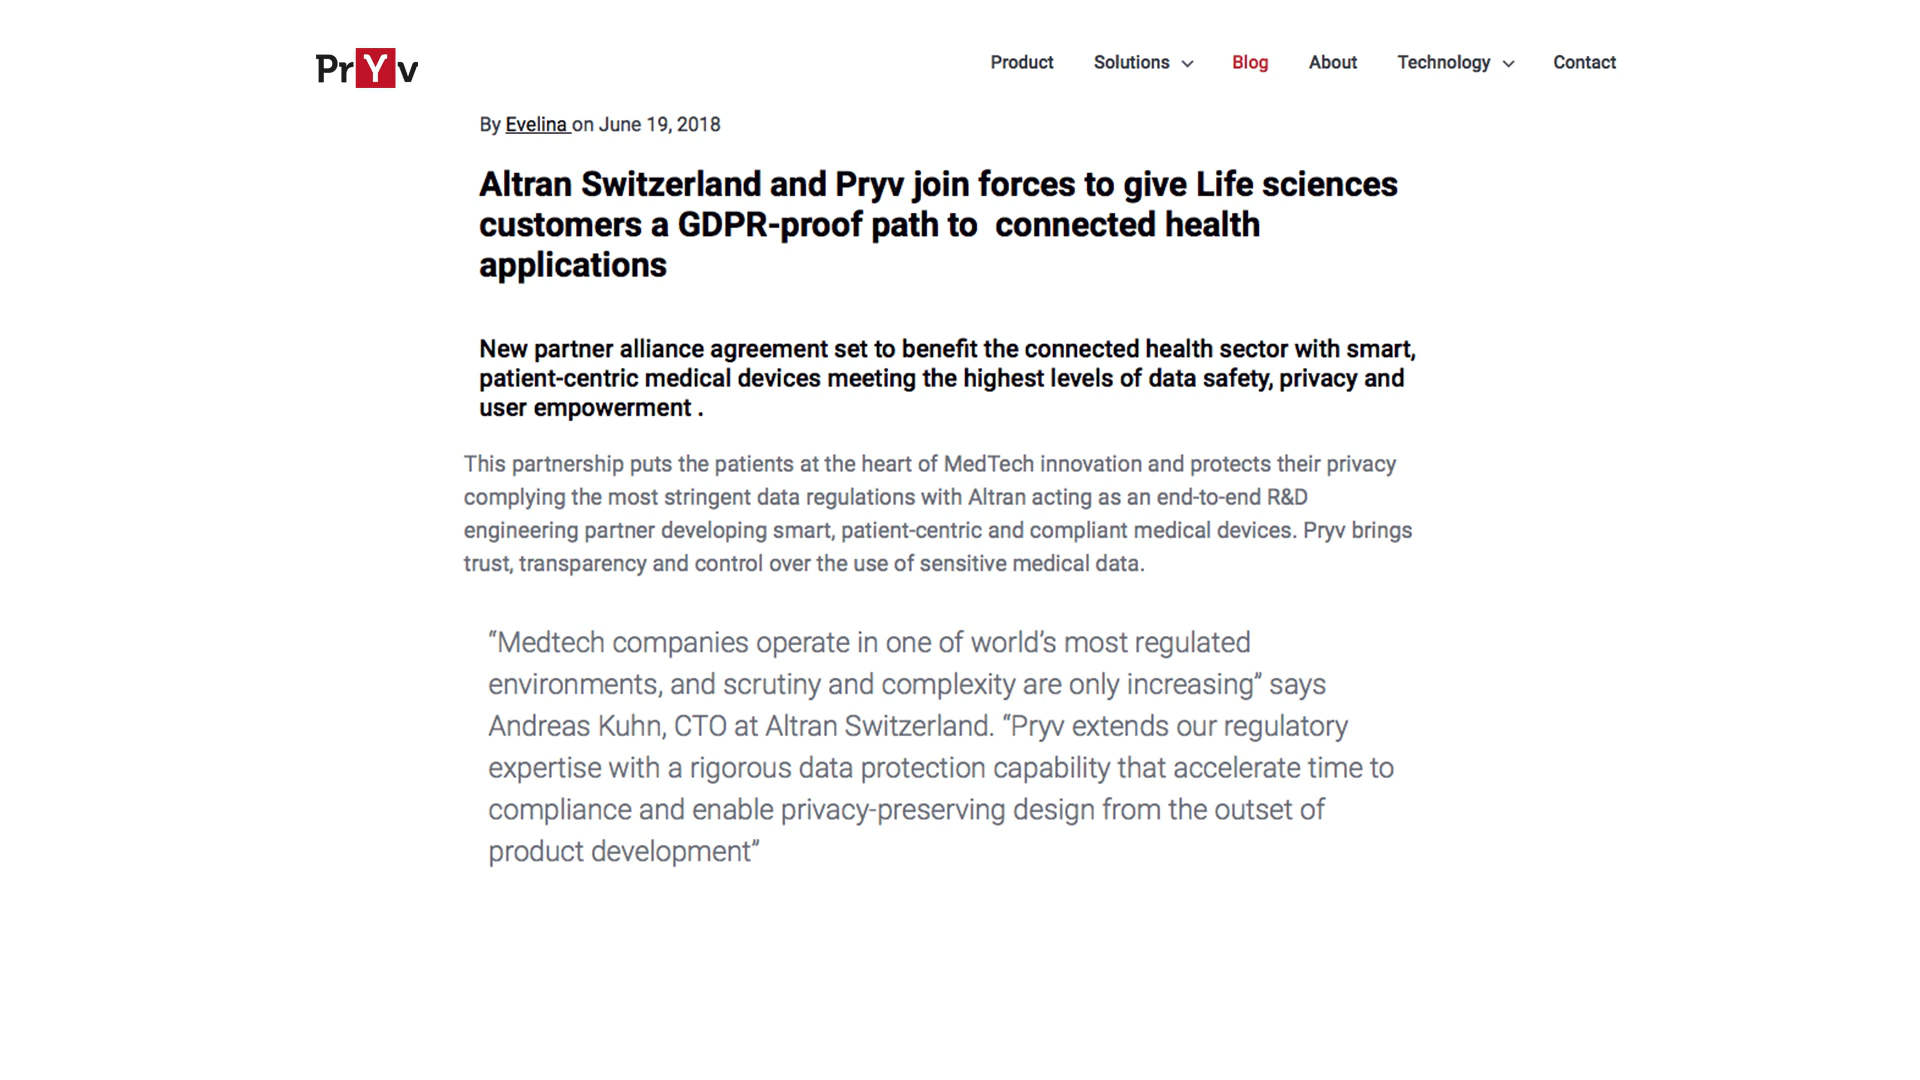 PrYv
Product Solutions Blog About Technology Contact
By Evelina on June 19, 2018
Altran Switzerland and Pryv join forces to give Life sciences
customers a GDPR-proof path to  connected health
applications
New partner alliance agreement set to benefit the connected health sector with smart,
patient-centric medical devices meeting the highest levels of data safety, privacy and
user empowerment .
This partnership puts the patients at the heart of MedTech innovation and protects their privacy
complying the most stringent data regulations with Altran acting as an end-to-end R&D
engineering partner developing smart, patient-centric and compliant medical devices. Pryv brings
trust, transparency and control over the use of sensitive medical data.
“Medtech companies operate in one of world’s most regulated
environments, and scrutiny and complexity are only increasing” says
Andreas Kuhn, CTO at Altran Switzerland. “Pryv extends our regulatory
expertise with a rigorous data protection capability that accelerate time to
compliance and enable privacy-preserving design from the outset of
product development”